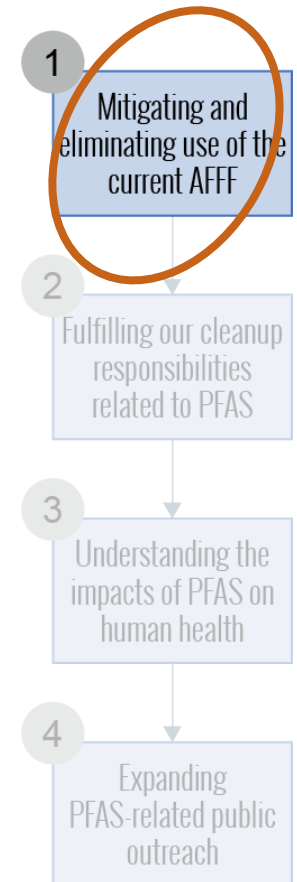 1
Mitigating and
eliminating use of the
current AFFF
2
Fulfilling our cleanup
responsibilities
related to PFAS
3
Understanding the
impacts of PFAS on
human health
4
Expanding
PFAS-related public
outreach